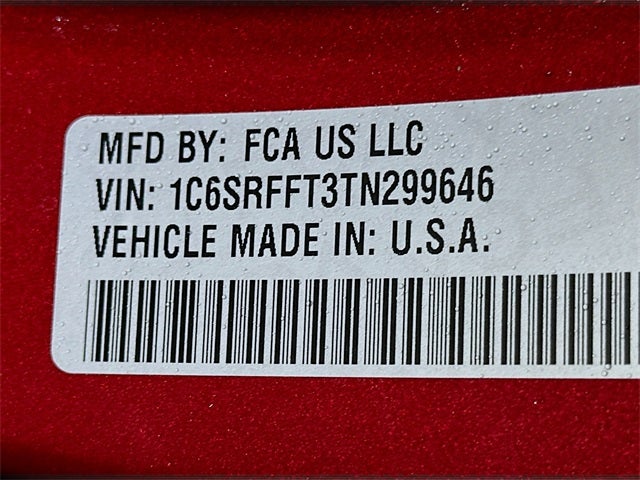 MFD BY: FCA US LLC
VIN: 1C6SRFFT3TN299646
VEHICLE MADE IN: U.S.A.